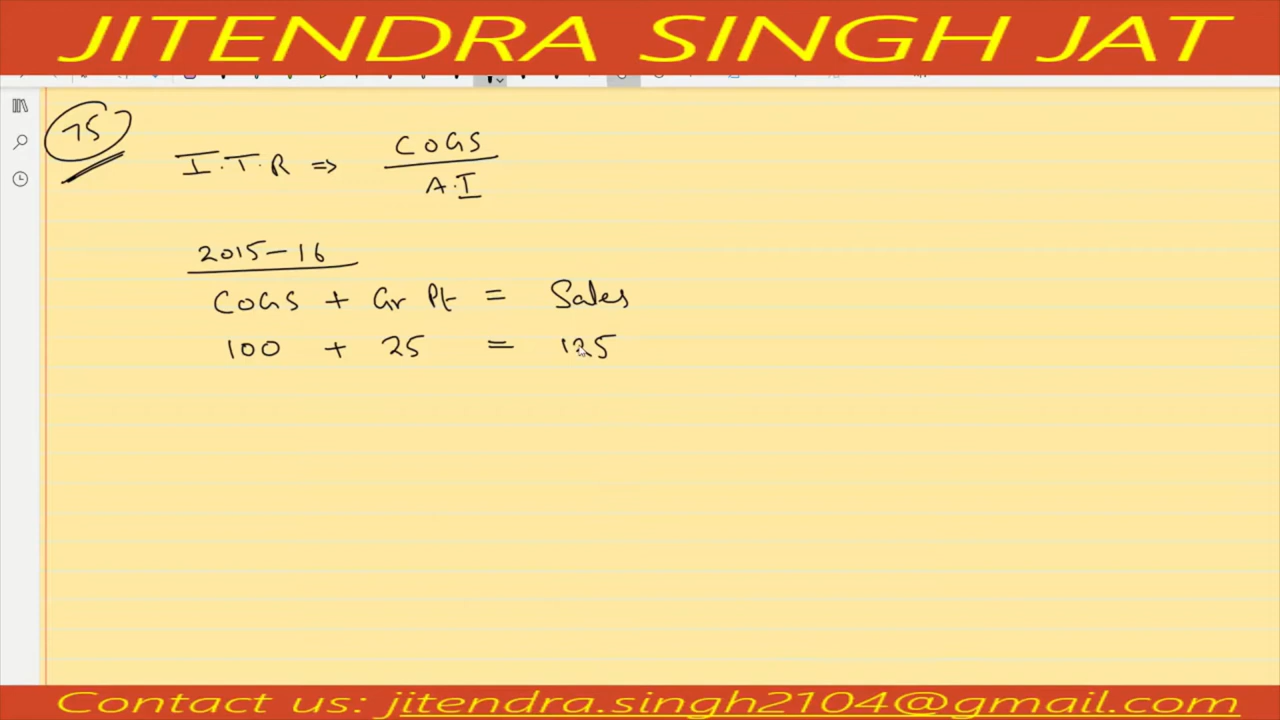 JITENDRA SINGH JAT
75
I.T.R ⇒ COGS
A.I
2015-16
COGS + Gr Pt = Sales
100 + 25 = 125
Contact us: jitendra.singh2104@gmail.com